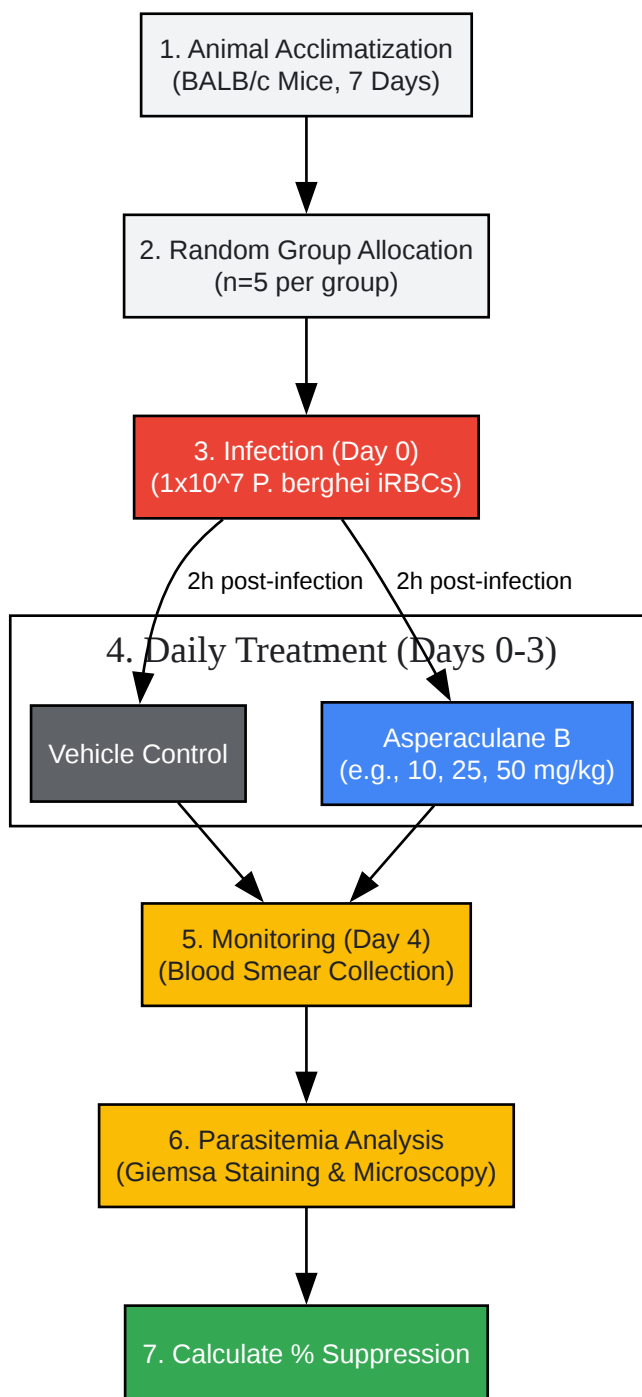 1. Animal Acclimatization
(BALB/c Mice, 7 Days)
2. Random Group Allocation
(n=5 per group)
3. Infection (Day 0)
(1x10^7 P. berghei iRBCs)
2h post-infection
2h post-infection
4. Daily Treatment (Days 0-3)
Vehicle Control
Asperaculane B
(e.g., 10, 25, 50 mg/kg)
5. Monitoring (Day 4)
(Blood Smear Collection)
6. Parasitemia Analysis
(Giemsa Staining & Microscopy)
7. Calculate % Suppression